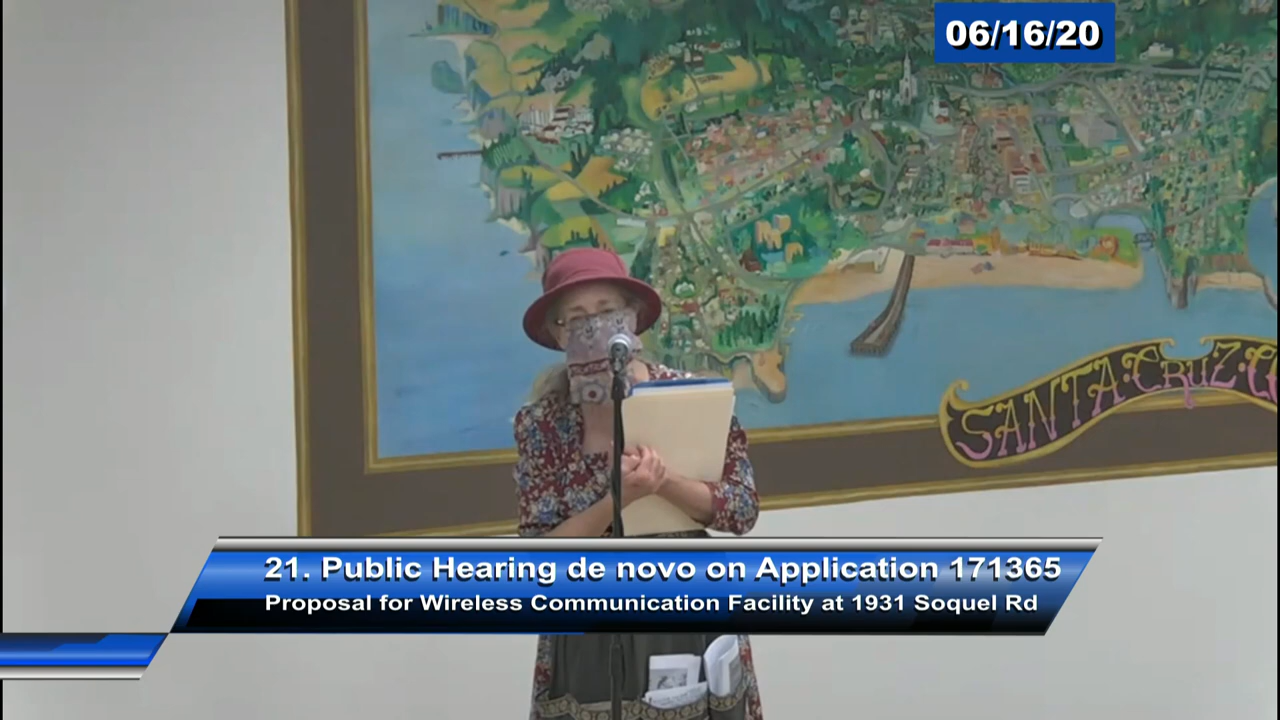 06/16/20
SANTA·CRUZ·C
21. Public Hearing de novo on Application 171365
Proposal for Wireless Communication Facility at 1931 Soquel Rd